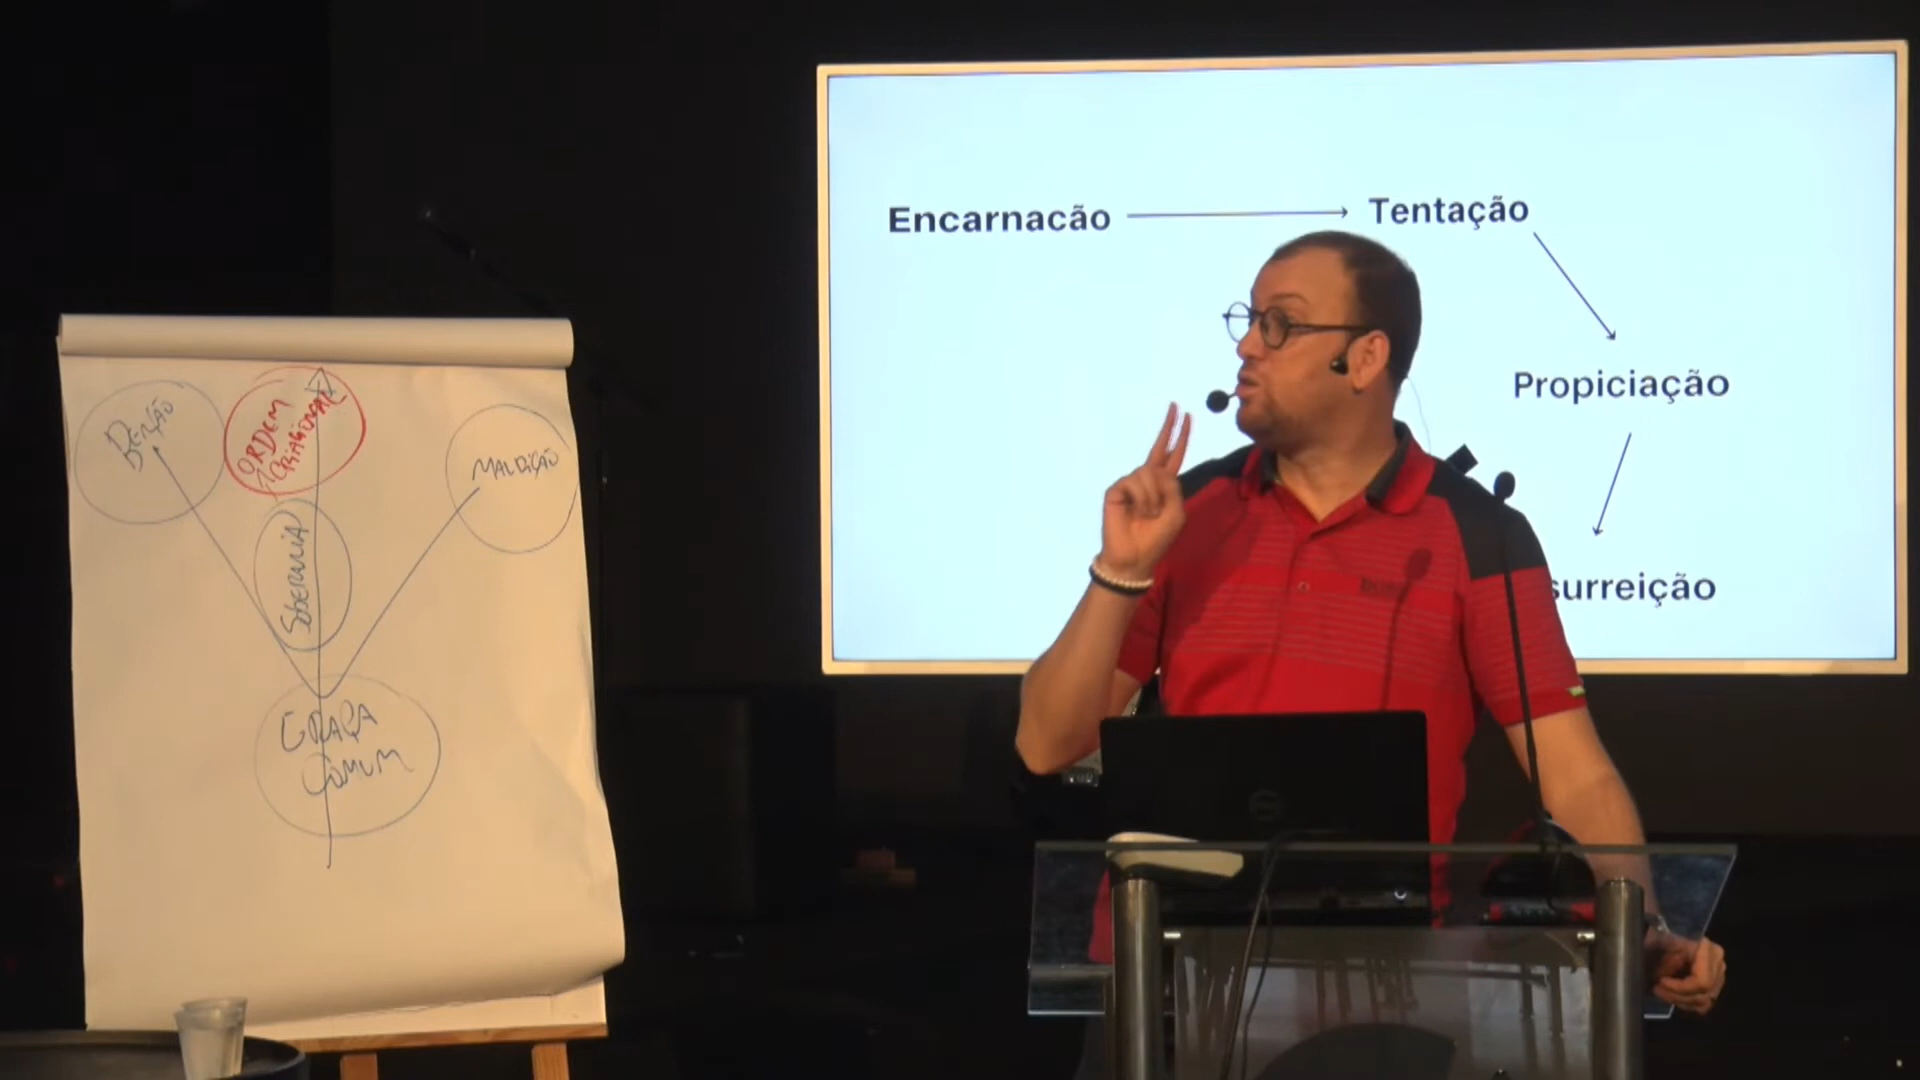 Encarnacão
Tentação
Propiciação
surreição
Benção
ORDEM
CRIACIONAL
MALDIÇÃO
SOBERANIA
GRAÇA
COMUM